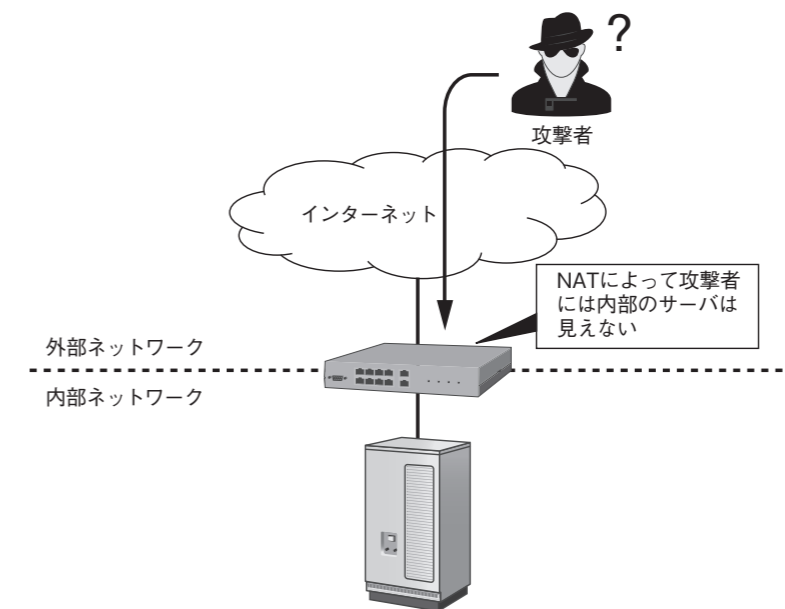 ?
攻撃者
インターネット
NATによって攻撃者
には内部のサーバは
見えない
外部ネットワーク
内部ネットワーク